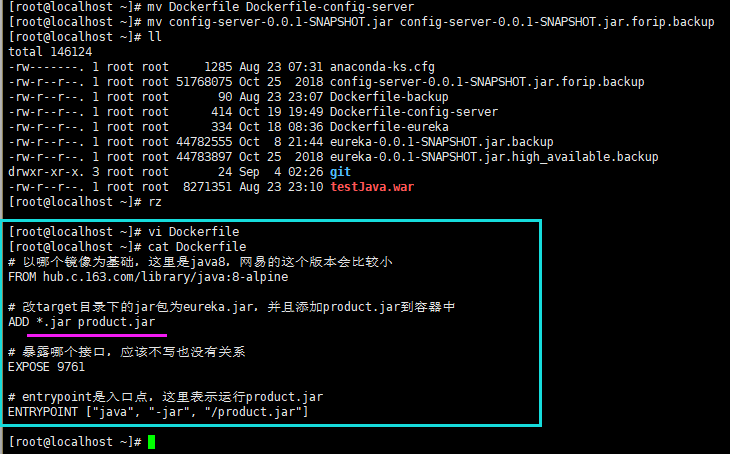 [root@localhost ~]# mv Dockerfile Dockerfile-config-server
[root@localhost ~]# mv config-server-0.0.1-SNAPSHOT.jar config-server-0.0.1-SNAPSHOT.jar.forip.backup
[root@localhost ~]# ll
total 146124
-rw-------. 1 root root     1285 Aug 23 07:31 anaconda-ks.cfg
-rw-r--r--. 1 root root 51768075 Oct 25  2018 config-server-0.0.1-SNAPSHOT.jar.forip.backup
-rw-r--r--. 1 root root       90 Aug 23 23:07 Dockerfile-backup
-rw-r--r--. 1 root root      414 Oct 19 19:49 Dockerfile-config-server
-rw-r--r--. 1 root root      334 Oct 18 08:36 Dockerfile-eureka
-rw-r--r--. 1 root root 44782555 Oct  8 21:44 eureka-0.0.1-SNAPSHOT.jar.backup
-rw-r--r--. 1 root root 44783897 Oct 25  2018 eureka-0.0.1-SNAPSHOT.jar.high_available.backup
drwxr-xr-x. 3 root root       24 Sep  4 02:26 git
-rw-r--r--. 1 root root  8271351 Aug 23 23:10 testJava.war
[root@localhost ~]# rz
[root@localhost ~]# vi Dockerfile
[root@localhost ~]# cat Dockerfile
# 以哪个镜像为基础，这里是java8，网易的这个版本会比较小
FROM hub.c.163.com/library/java:8-alpine
# 改target目录下的jar包为eureka.jar，并且添加product.jar到容器中
ADD *.jar product.jar
# 暴露哪个接口，应该不写也没有关系
EXPOSE 9761
# entrypoint是入口点，这里表示运行product.jar
ENTRYPOINT ["java", "-jar", "/product.jar"]
[root@localhost ~]#